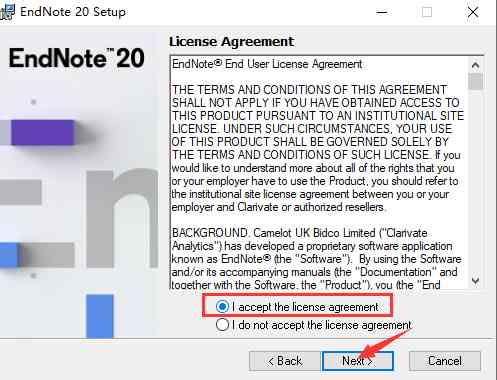 EndNote 20 Setup
EndNote™ 20
License Agreement
EndNote® End User License Agreement
THE TERMS AND CONDITIONS OF THIS AGREEMENT
SHALL NOT APPLY IF YOU HAVE OBTAINED ACCESS TO
THIS PRODUCT PURSUANT TO AN INSTITUTIONAL SITE
LICENSE. UNDER SUCH CIRCUMSTANCES, YOUR USE
OF THIS PRODUCT SHALL BE GOVERNED SOLELY BY
THE TERMS AND CONDITIONS OF SUCH LICENSE. If you
would like to understand more about all of the rights that you
or your employer have to use the Product, you should refer to
the institutional site license agreement between you or your
employer and Clarivate or authorized resellers.
BACKGROUND. Camelot UK Bidco Limited ("Clarivate
Analytics") has developed a proprietary software application
known as EndNote® (the "Software"). By using the Software
and/or its accompanying manuals (the "Documentation" and
together with the Software, the "Product"), you (the "End
I accept the license agreement
I do not accept the license agreement
< Back
Next >
Cancel